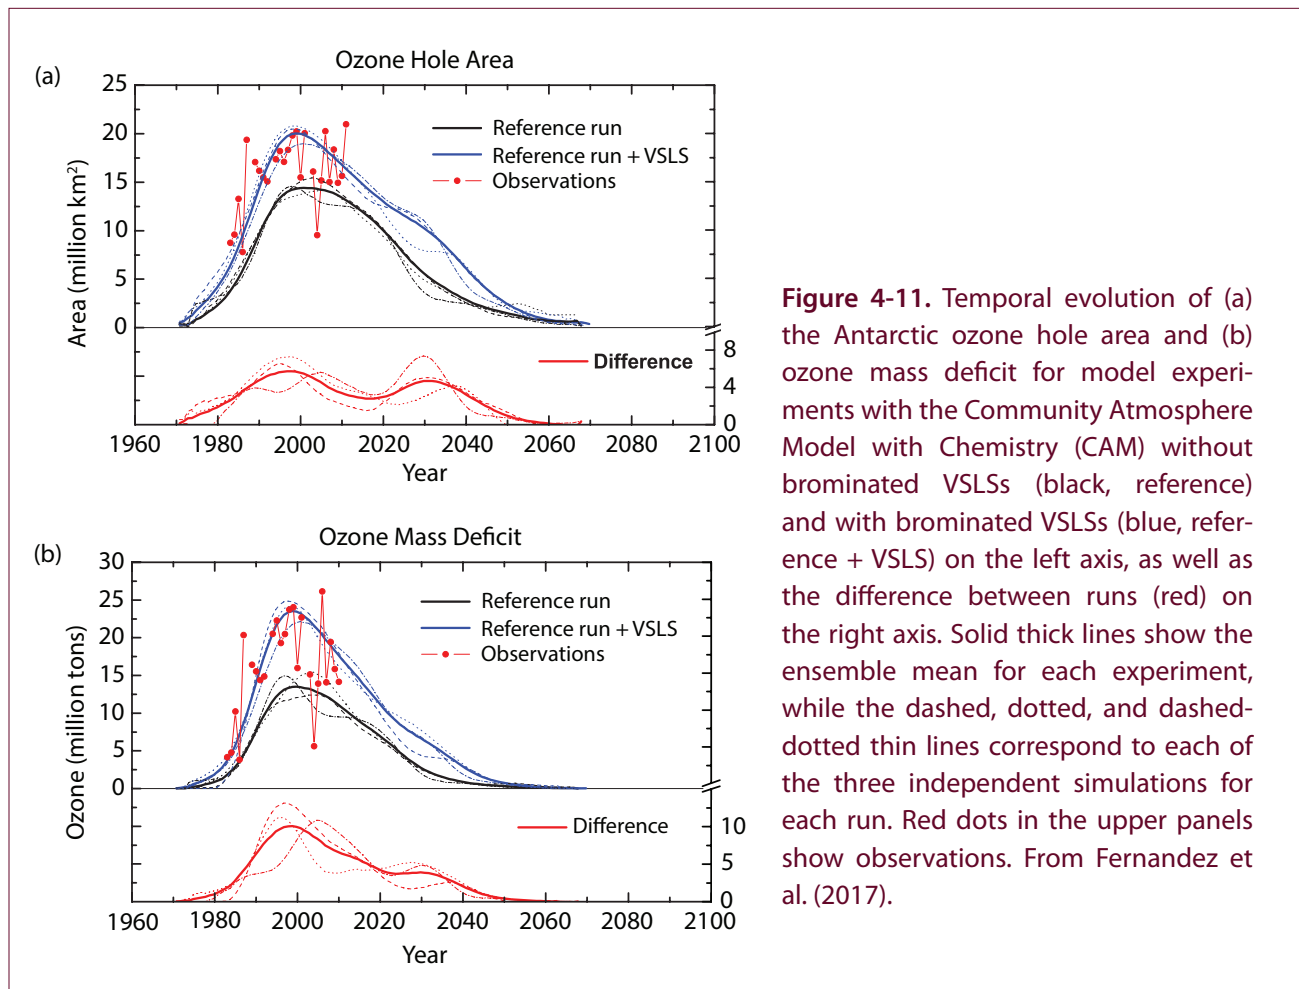 (a)
Ozone Hole Area
25
20
15
10
5
0
Area (million km²)
Reference run
Reference run + VSLS
Observations
Difference
8
4
0
1960 1980 2000 2020 2040 2060 2080 2100
Year
(b)
Ozone Mass Deficit
30
25
20
15
10
5
0
Ozone (million tons)
Reference run
Reference run + VSLS
Observations
Difference
10
5
0
1960 1980 2000 2020 2040 2060 2080 2100
Year
Figure 4-11. Temporal evolution of (a)
the Antarctic ozone hole area and (b)
ozone mass deficit for model experi-
ments with the Community Atmosphere
Model with Chemistry (CAM) without
brominated VSLSs (black, reference)
and with brominated VSLSs (blue, refer-
ence + VSLS) on the left axis, as well as
the difference between runs (red) on
the right axis. Solid thick lines show the
ensemble mean for each experiment,
while the dashed, dotted, and dashed-
dotted thin lines correspond to each of
the three independent simulations for
each run. Red dots in the upper panels
show observations. From Fernandez et
al. (2017).